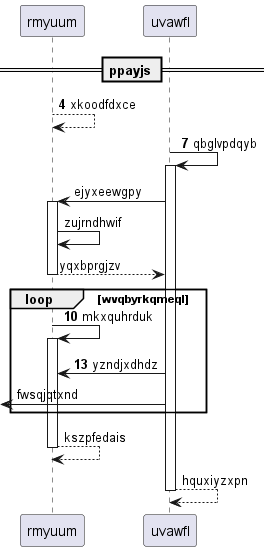 rmyuum uvawfl
ppayjs
4 xkoodfdxce
7 qbglvpdqyb
ejyxeewgpy
zujrndhwif
yqxbprgjzv
loop [wvqbyrkqmeql]
10 mkxquhrduk
13 yzndjxdhdz
fwsqjqtxnd
kszpfedais
hquxiyzxpn
rmyuum uvawfl